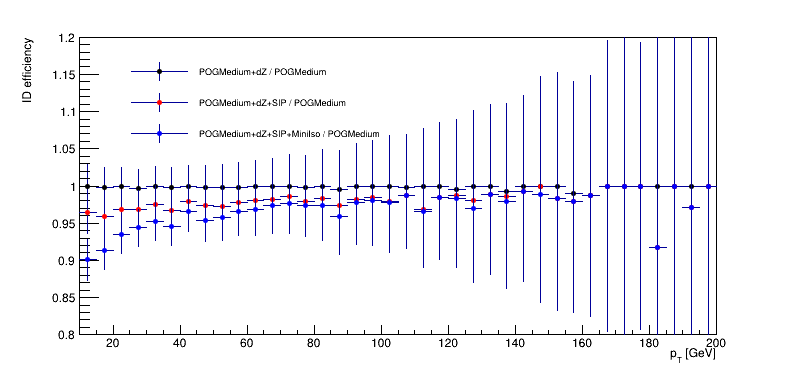 ID efficiency
1.2
1.15
1.1
1.05
1
0.95
0.9
0.85
0.8
POGMedium+dZ / POGMedium
POGMedium+dZ+SIP / POGMedium
POGMedium+dZ+SIP+MiniIso / POGMedium
20 40 60 80 100 120 140 160 180 200
p_T [GeV]